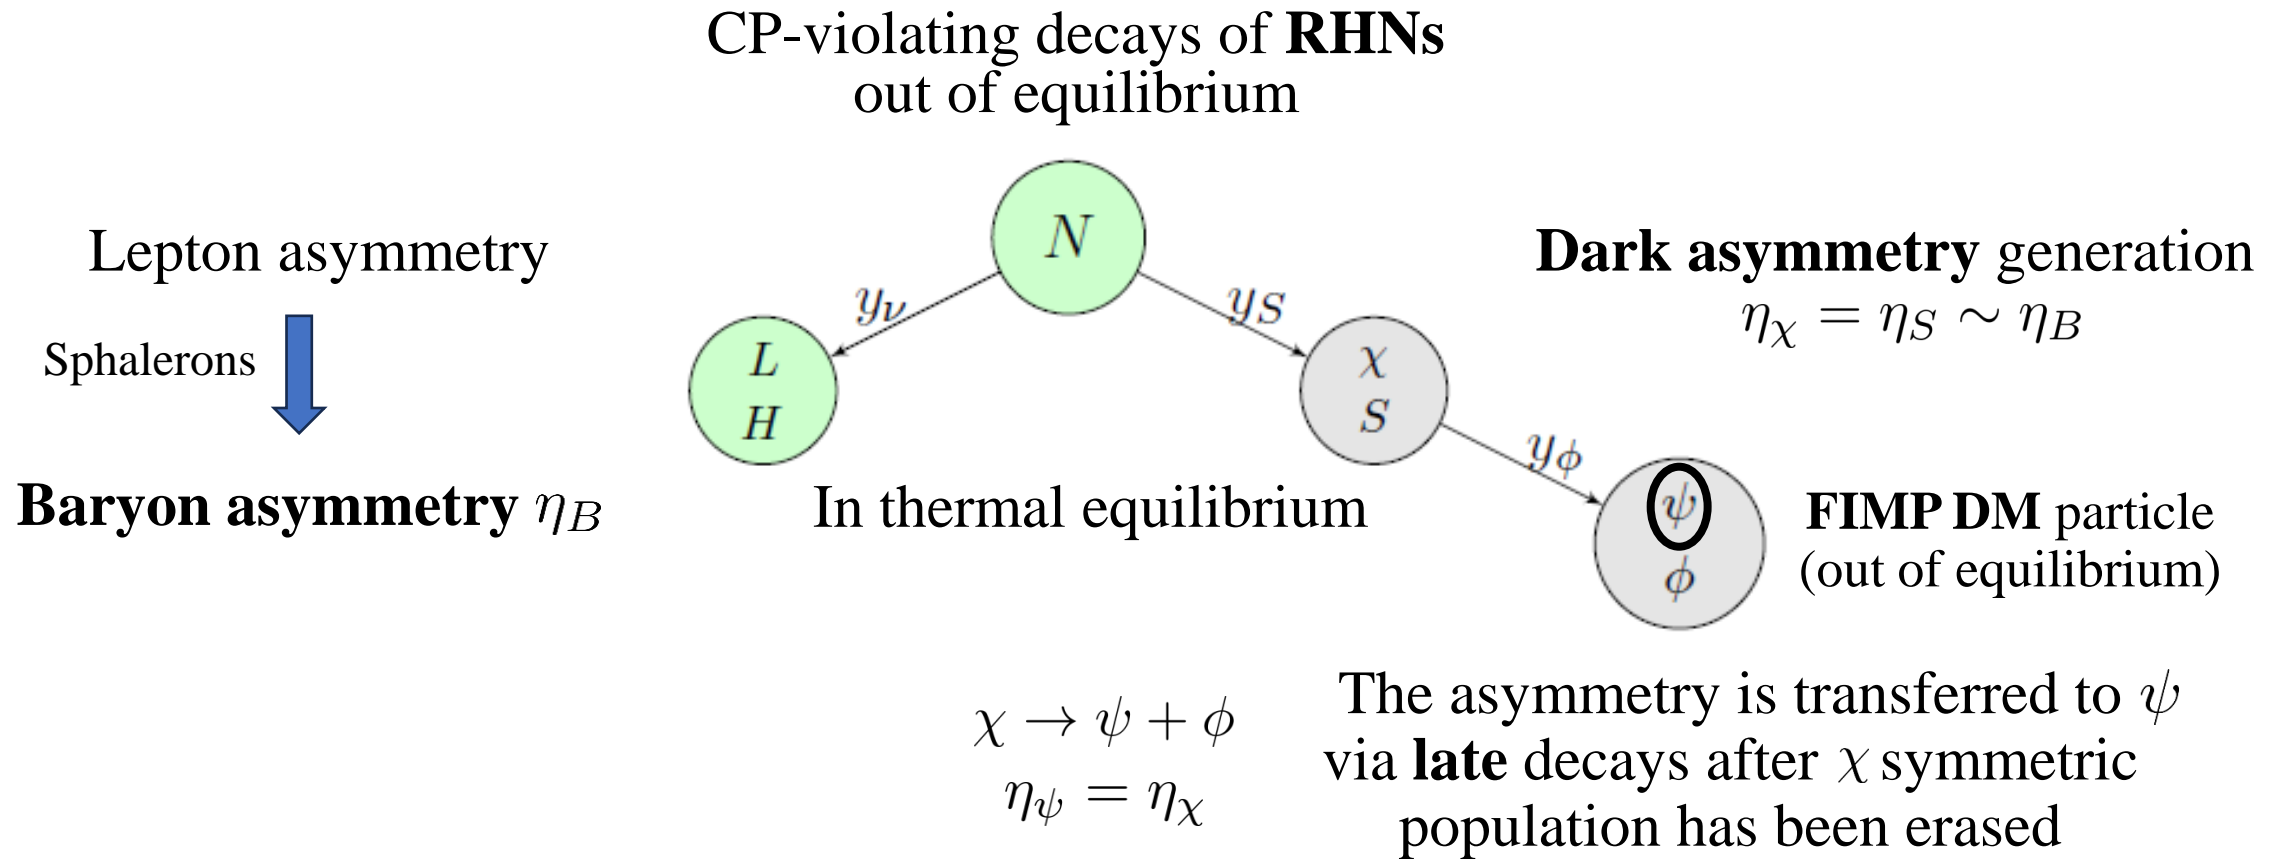 CP-violating decays of RHNs
out of equilibrium
N
Lepton asymmetry
Dark asymmetry generation
y_ν
y_S
η_χ = η_S ∼ η_B
Sphalerons
L
H
χ
S
y_ϕ
Baryon asymmetry η_B
In thermal equilibrium
ψ
ϕ
FIMP DM particle
(out of equilibrium)
χ → ψ + ϕ
η_ψ = η_χ
The asymmetry is transferred to ψ
via late decays after χ symmetric
population has been erased